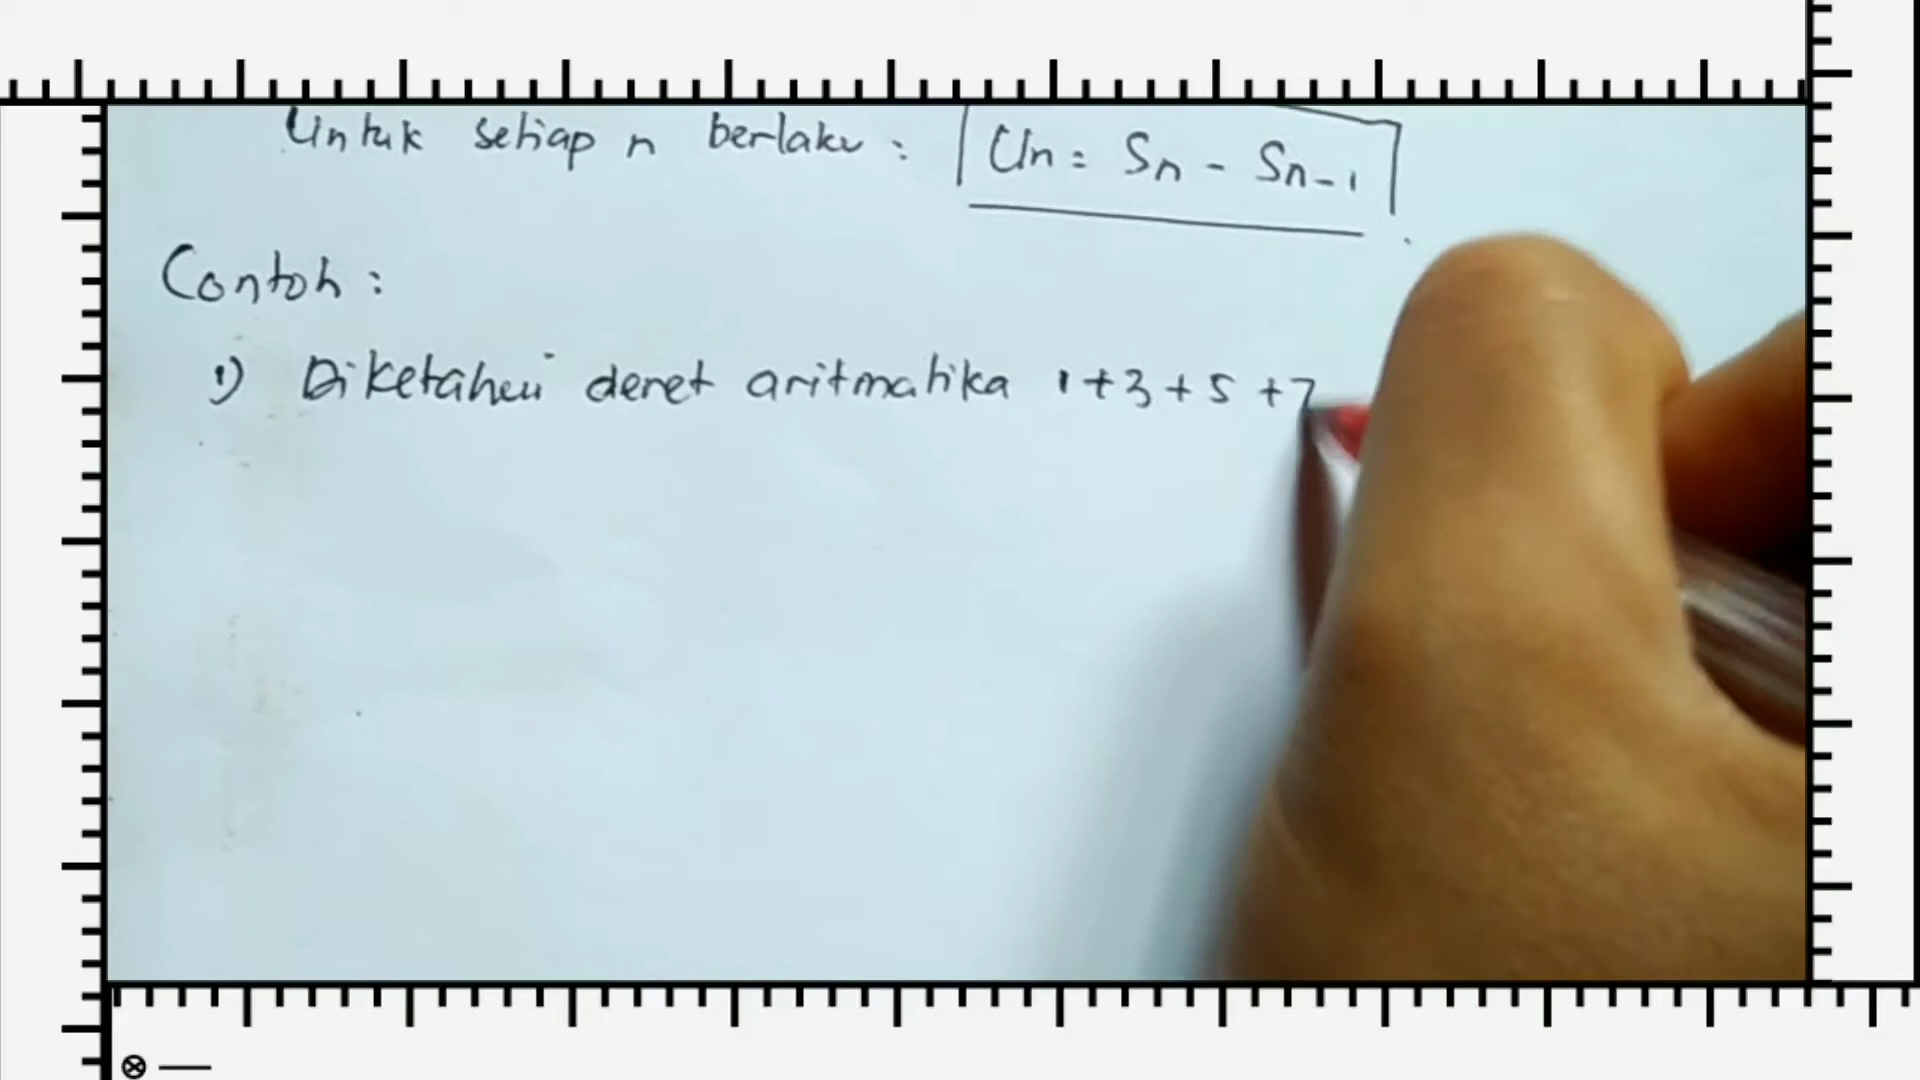 Untuk setiap n berlaku : Un = Sn - Sn-1
Contoh :
1) Diketahui deret aritmatika 1 + 3 + 5 + 7